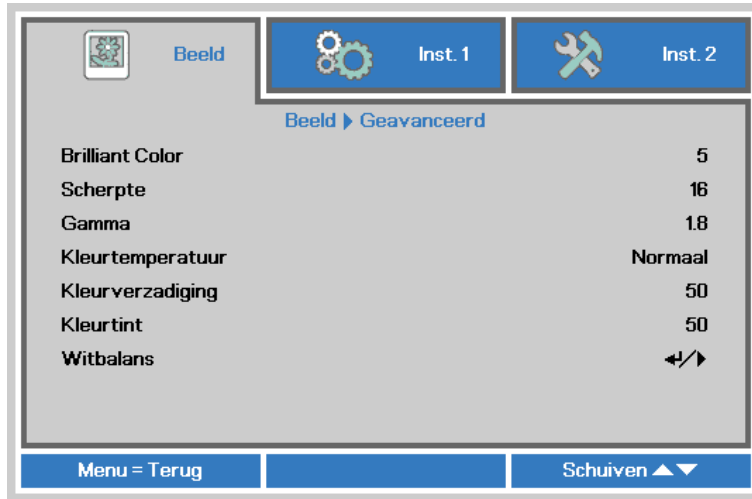 Beeld
Inst. 1
Inst. 2
Beeld ▶ Geavanceerd
Brilliant Color 5
Scherpte 16
Gamma 1.8
Kleurtemperatuur Normaal
Kleurverzadiging 50
Kleurtint 50
Witbalans ↵/▶
Menu = Terug
Schuiven ▲▼